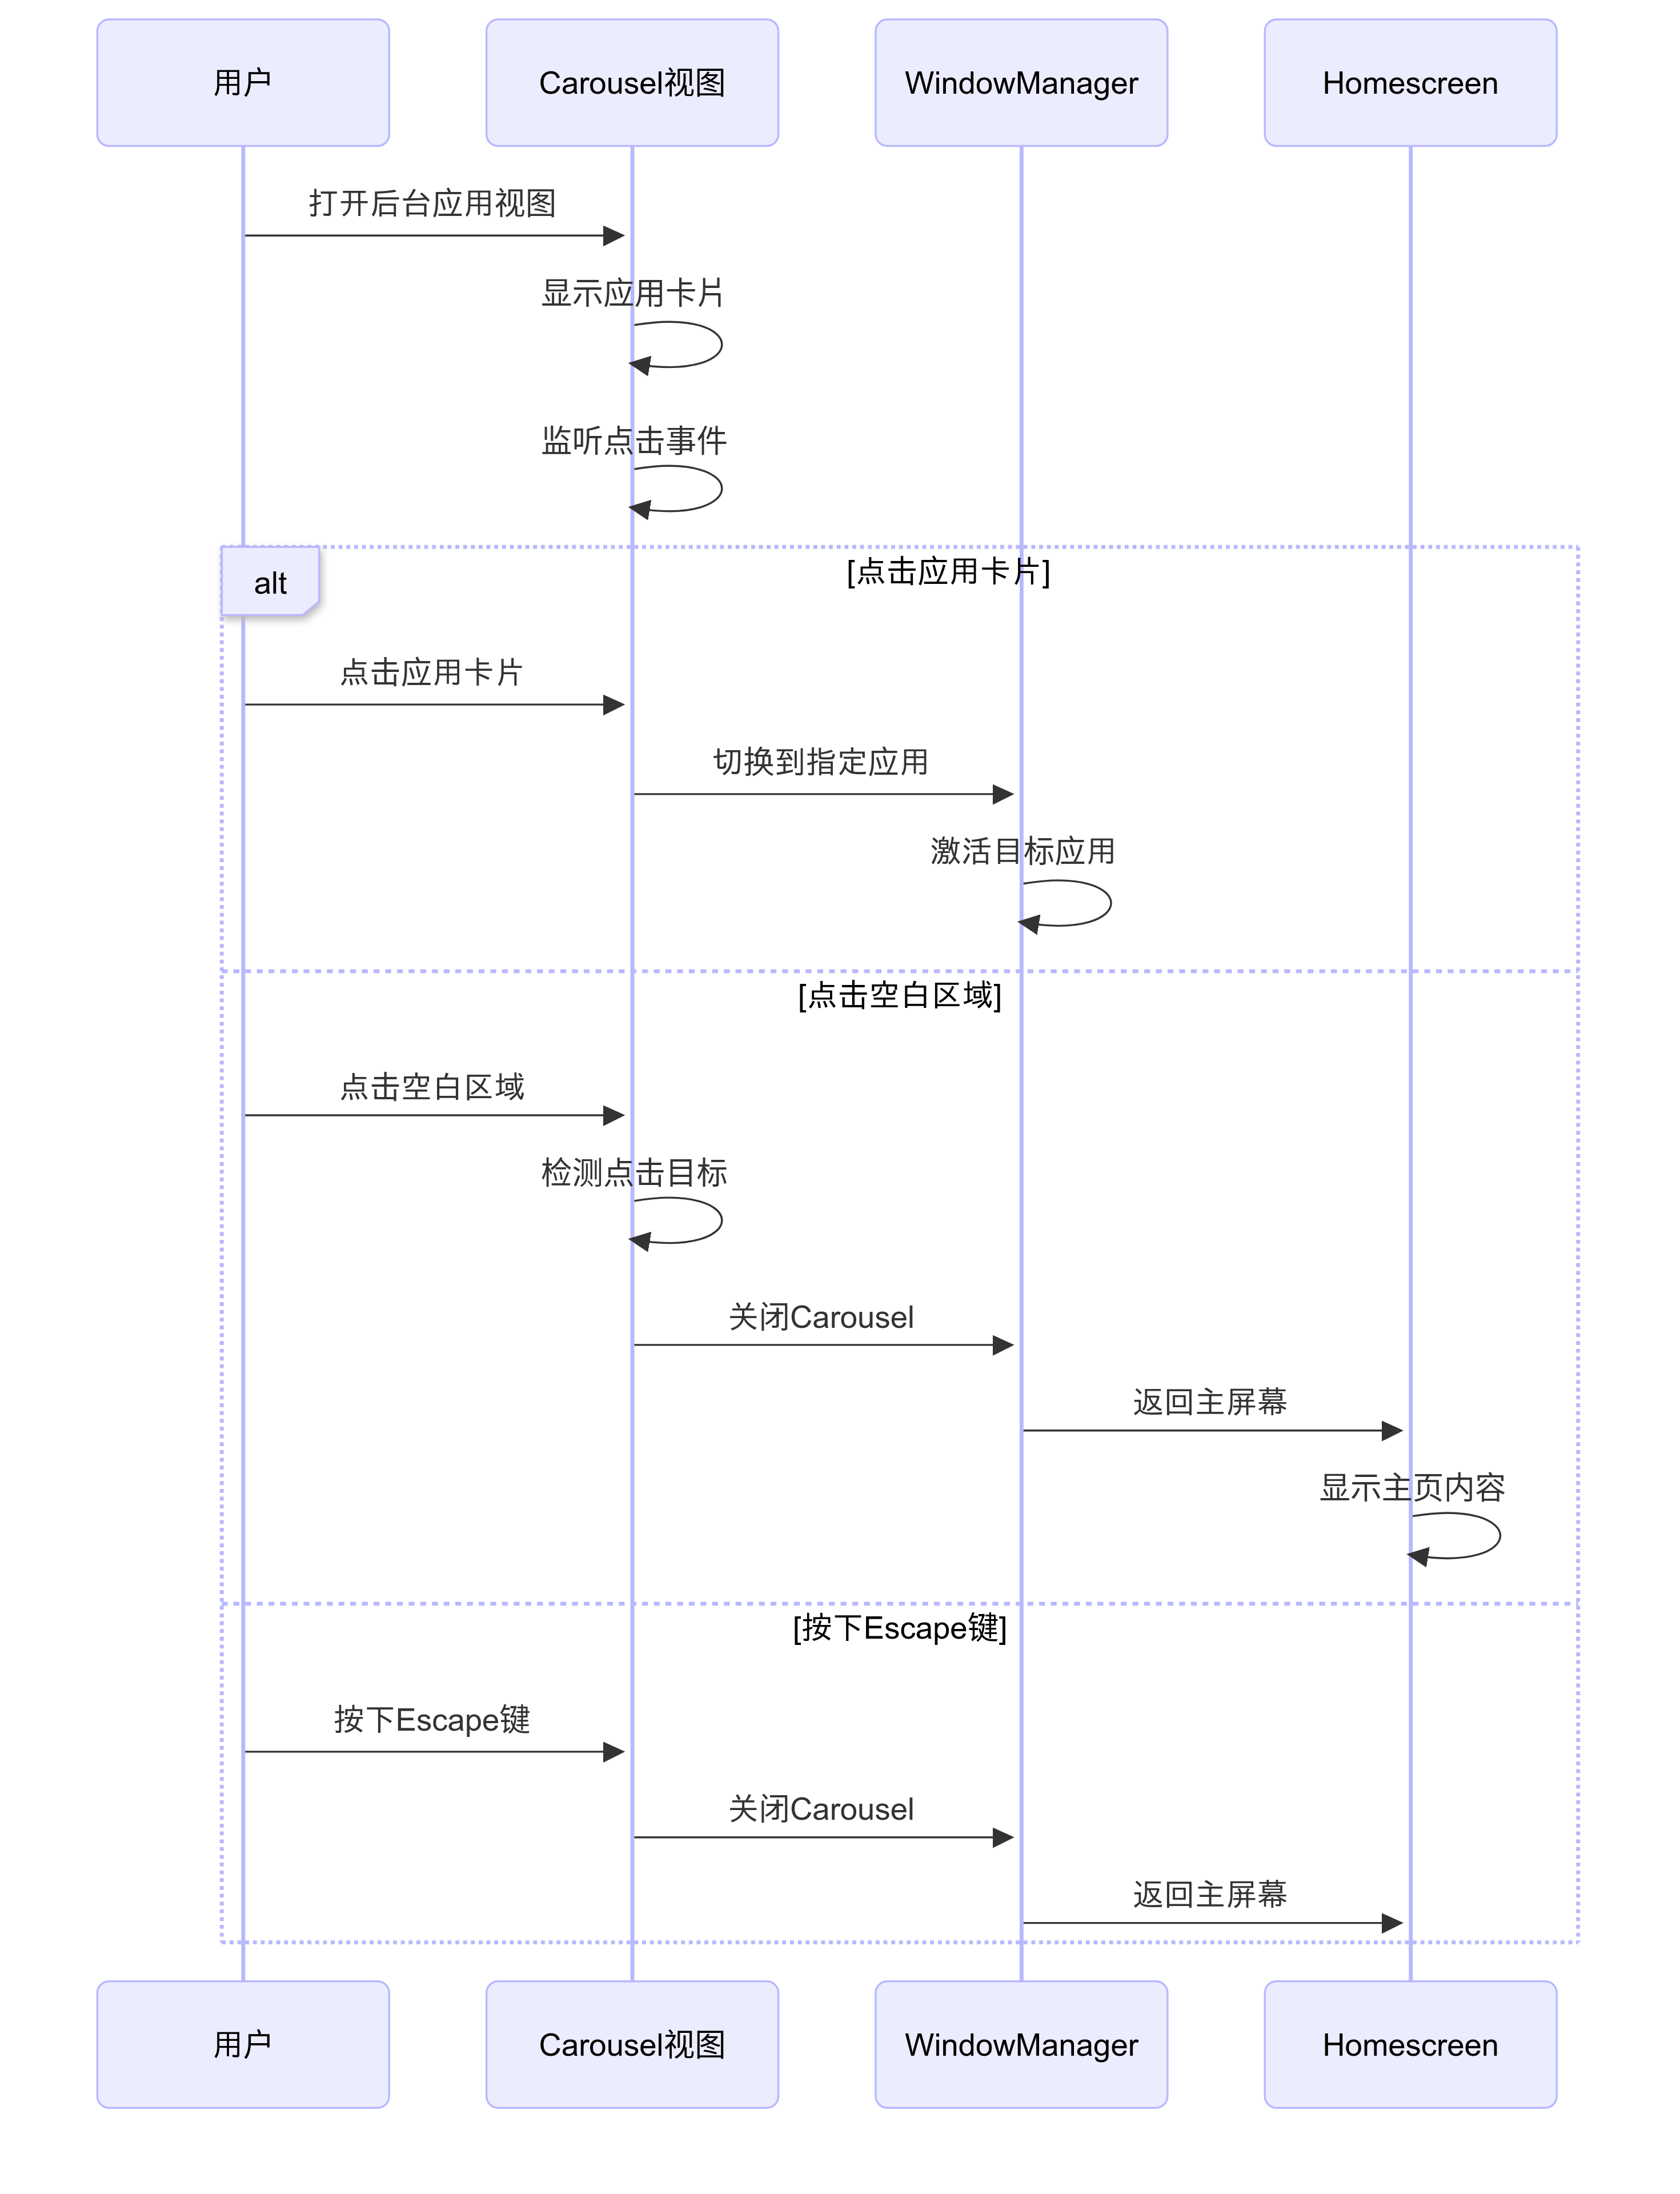 用户
Carousel视图
WindowManager
Homescreen
打开后台应用视图
显示应用卡片
监听点击事件
alt
[点击应用卡片]
点击应用卡片
切换到指定应用
激活目标应用
[点击空白区域]
点击空白区域
检测点击目标
关闭Carousel
返回主屏幕
显示主页内容
[按下Escape键]
按下Escape键
关闭Carousel
返回主屏幕
用户
Carousel视图
WindowManager
Homescreen